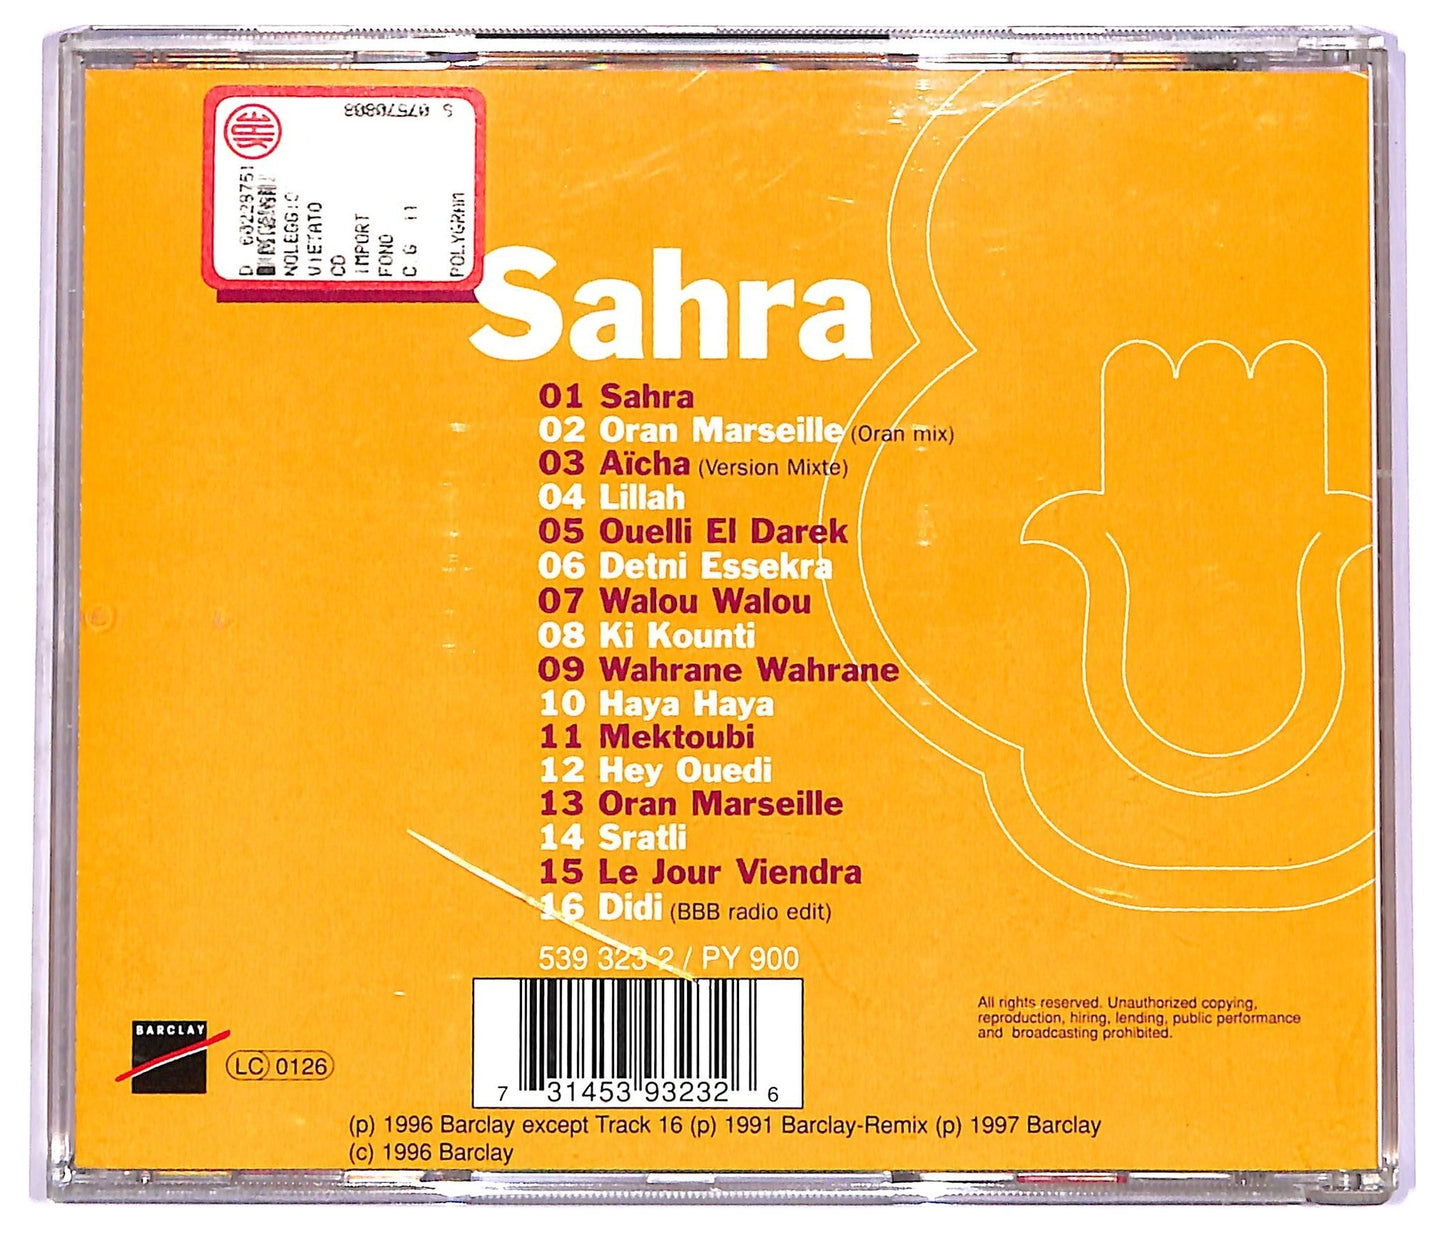 S 07570808
D 60229751
NOLEGGIO
VIETATO
CD
IMPORT
FONO
C G 11
POLYGRAM
Sahra
01 Sahra
02 Oran Marseille (Oran mix)
03 Aïcha (Version Mixte)
04 Lillah
05 Ouelli El Darek
06 Detni Essekra
07 Walou Walou
08 Ki Kounti
09 Wahrane Wahrane
10 Haya Haya
11 Mektoubi
12 Hey Ouedi
13 Oran Marseille
14 Sratli
15 Le Jour Viendra
16 Didi (BBB radio edit)
539 323-2 / PY 900
All rights reserved. Unauthorized copying,
reproduction, hiring, lending, public performance
and broadcasting prohibited.
BARCLAY
LC 0126
7 31453 93232 6
(p) 1996 Barclay except Track 16 (p) 1991 Barclay-Remix (p) 1997 Barclay
(c) 1996 Barclay